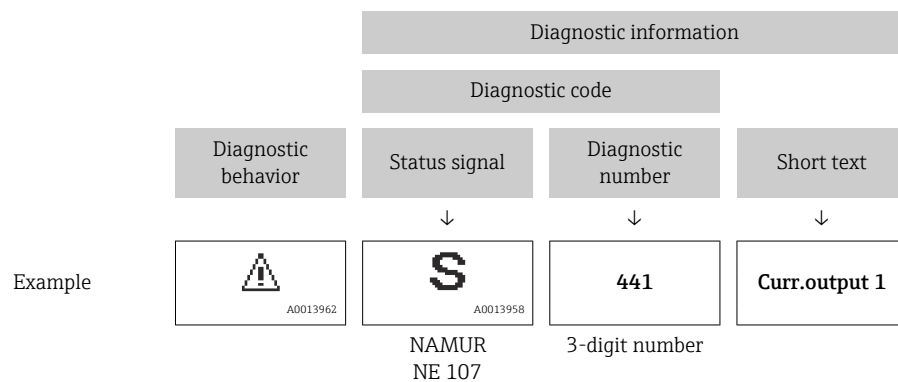 Diagnostic information
Diagnostic code
Diagnostic
behavior
Status signal
Diagnostic
number
Short text
↓
↓
↓
Example
A0013962
S
A0013958
441
Curr.output 1
NAMUR
NE 107
3-digit number